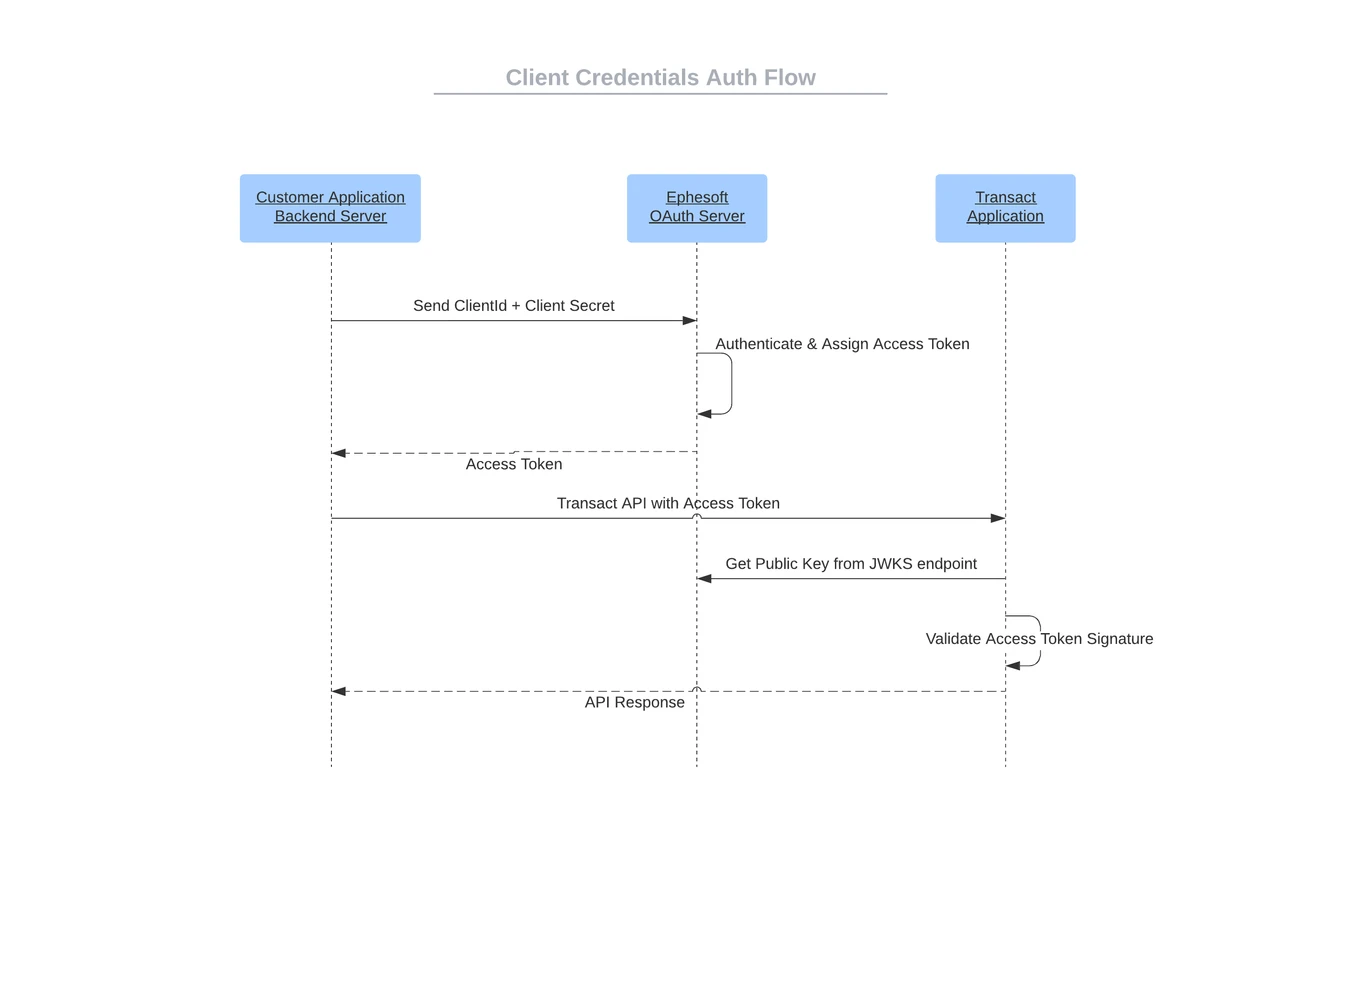 Client Credentials Auth Flow
Customer Application
Backend Server
Ephesoft
OAuth Server
Transact
Application
Send ClientId + Client Secret
Authenticate & Assign Access Token
Access Token
Transact API with Access Token
Get Public Key from JWKS endpoint
Validate Access Token Signature
API Response